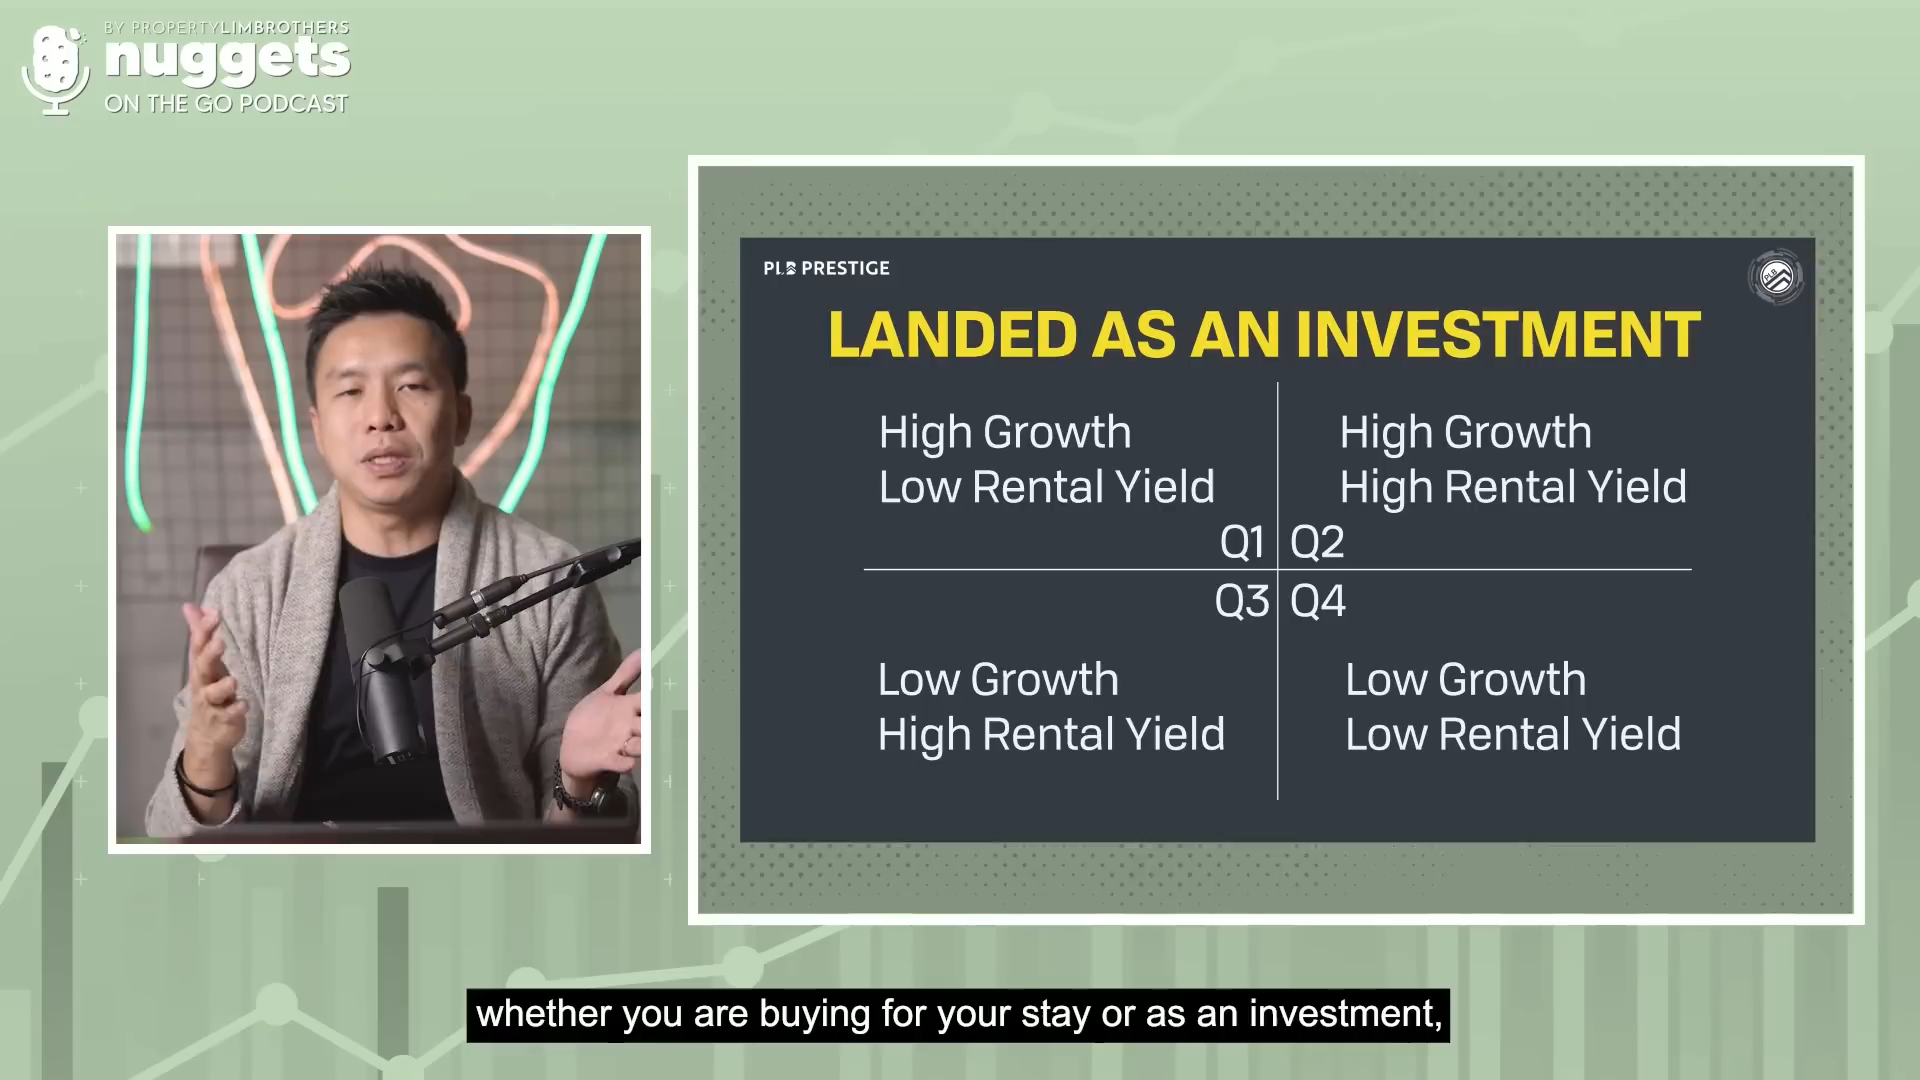 BY PROPERTYLIMBROTHERS
nuggets
ON THE GO PODCAST
PLB PRESTIGE
PLB
LANDED AS AN INVESTMENT
High Growth
Low Rental Yield
Q1
High Growth
High Rental Yield
Q2
Q3
Low Growth
High Rental Yield
Q4
Low Growth
Low Rental Yield
whether you are buying for your stay or as an investment,